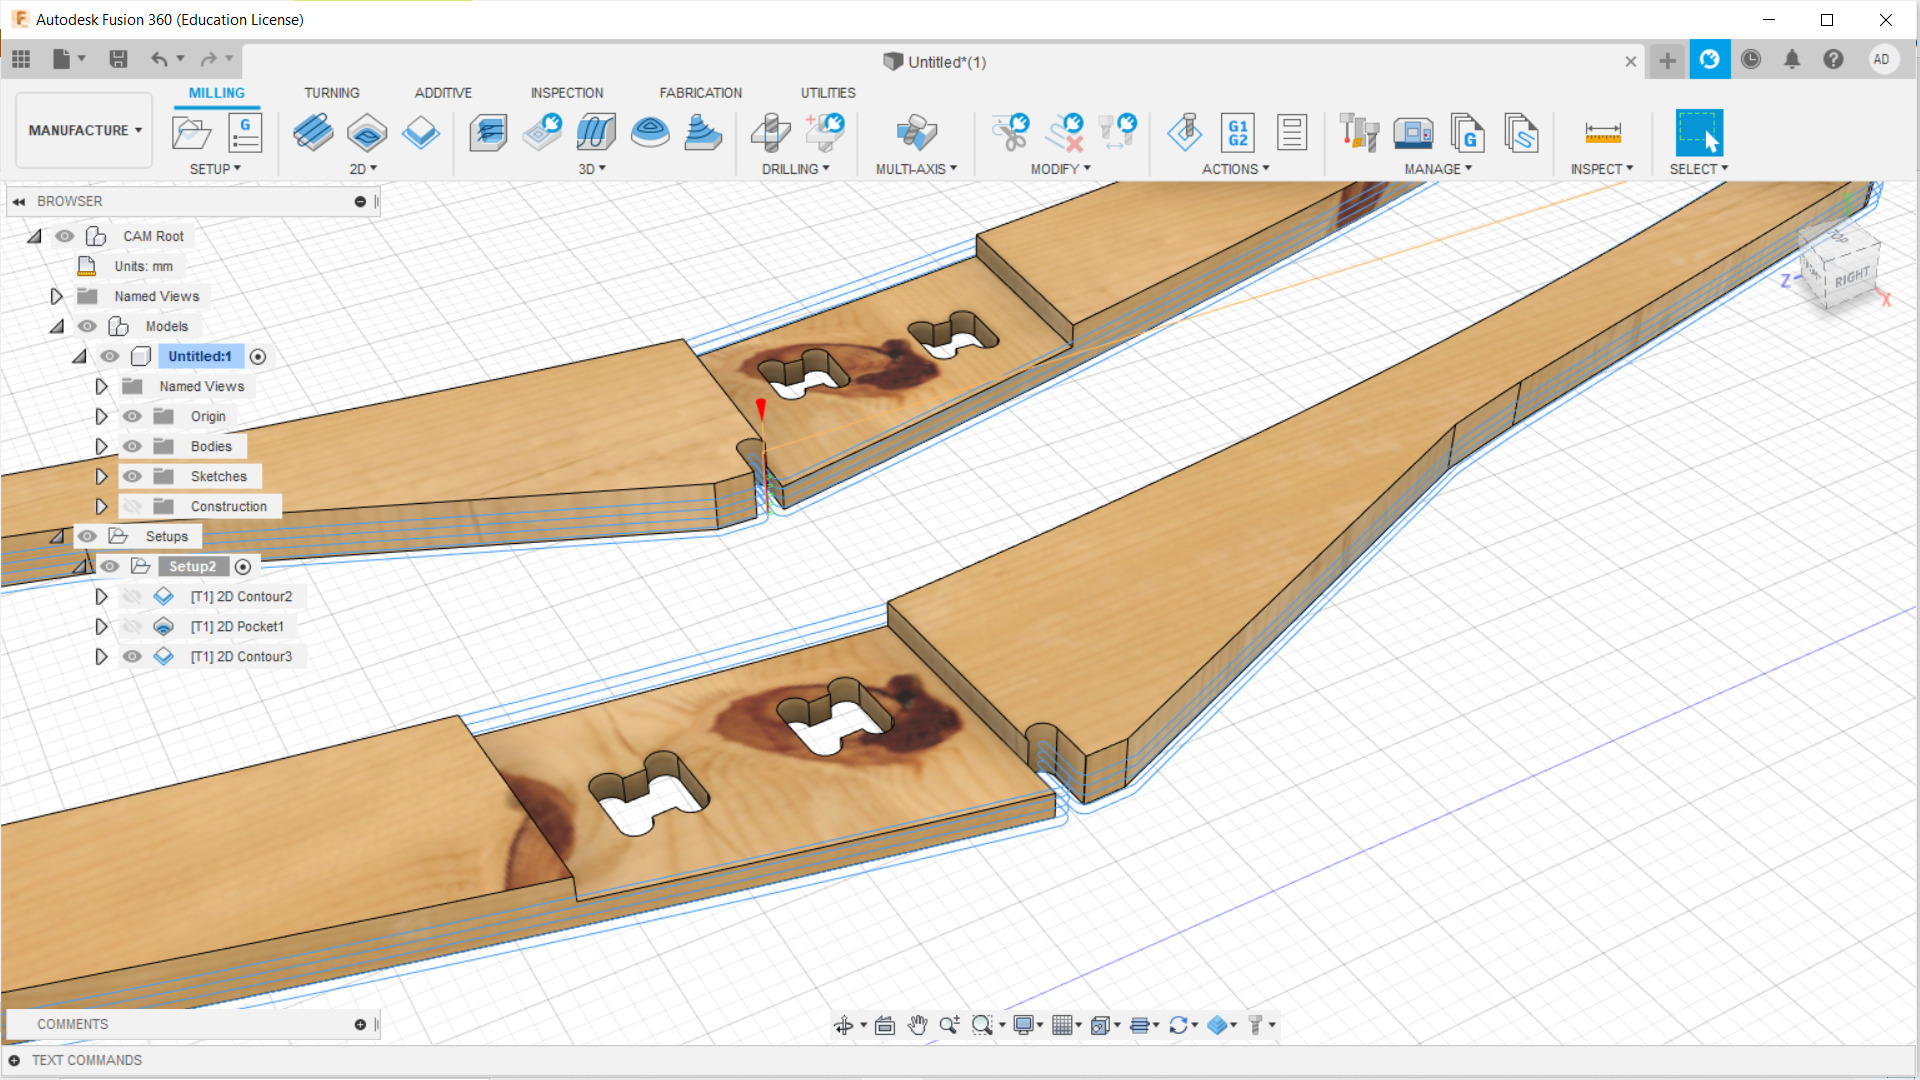 Autodesk Fusion 360 (Education License)
Untitled*(1)
AD
MILLING TURNING ADDITIVE INSPECTION FABRICATION UTILITIES
MANUFACTURE
G
G1
G2
G
SETUP 2D 3D DRILLING MULTI-AXIS MODIFY ACTIONS MANAGE INSPECT SELECT
BROWSER
CAM Root
Units: mm
Named Views
Models
Untitled:1
Named Views
Origin
Bodies
Sketches
Construction
Setups
Setup2
[T1] 2D Contour2
[T1] 2D Pocket1
[T1] 2D Contour3
TOP
RIGHT
Z
X
COMMENTS
TEXT COMMANDS